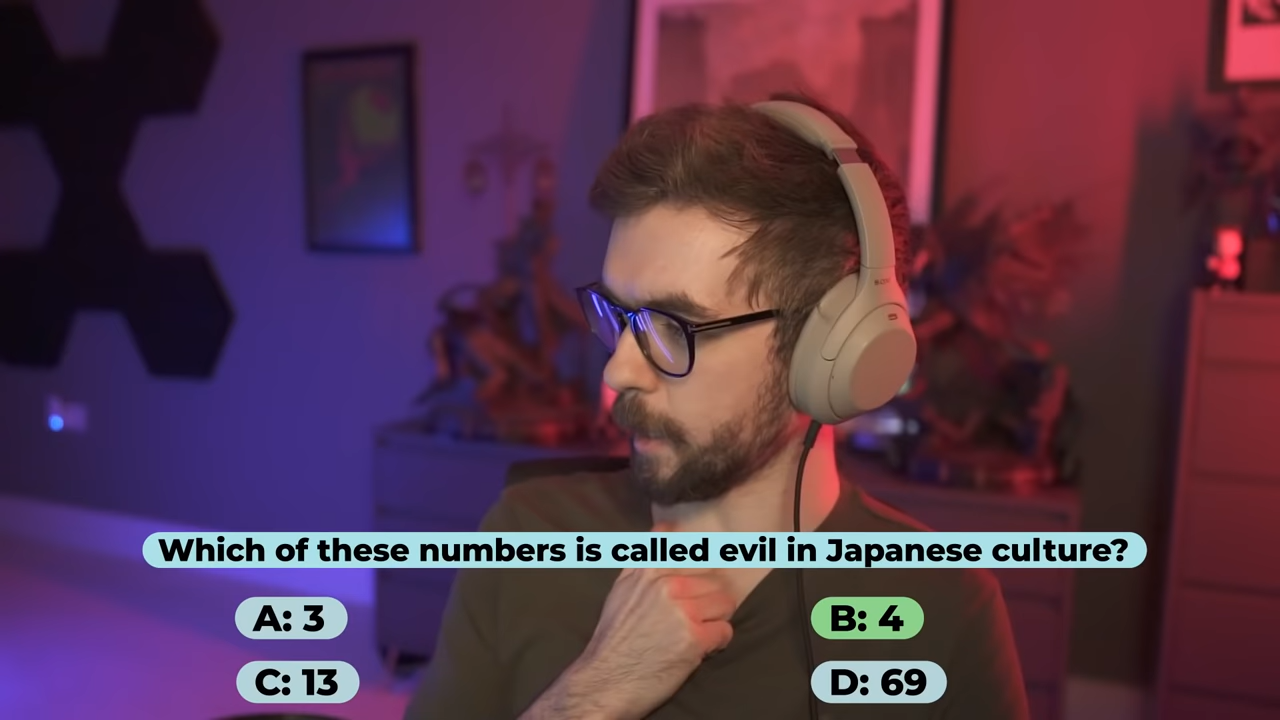 Which of these numbers is called evil in Japanese culture?
A: 3
B: 4
C: 13
D: 69